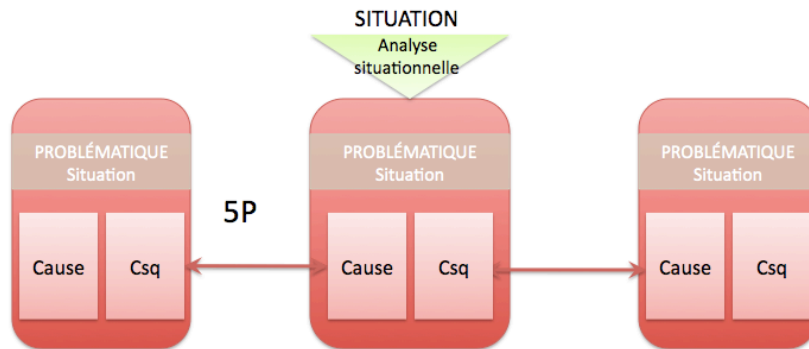 SITUATION
Analyse
situationnelle
PROBLÉMATIQUE
Situation
PROBLÉMATIQUE
Situation
PROBLÉMATIQUE
Situation
5P
Cause
Csq
Cause
Csq
Cause
Csq